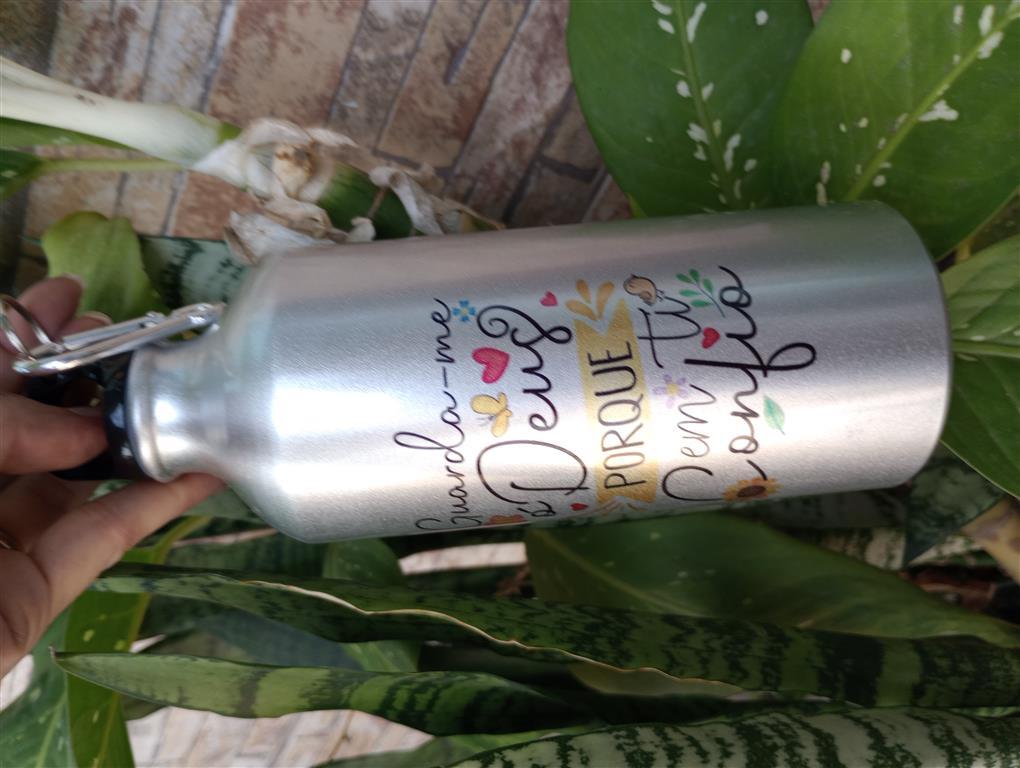 Guarda-me
ó Deus
PORQUE
em ti
Confio